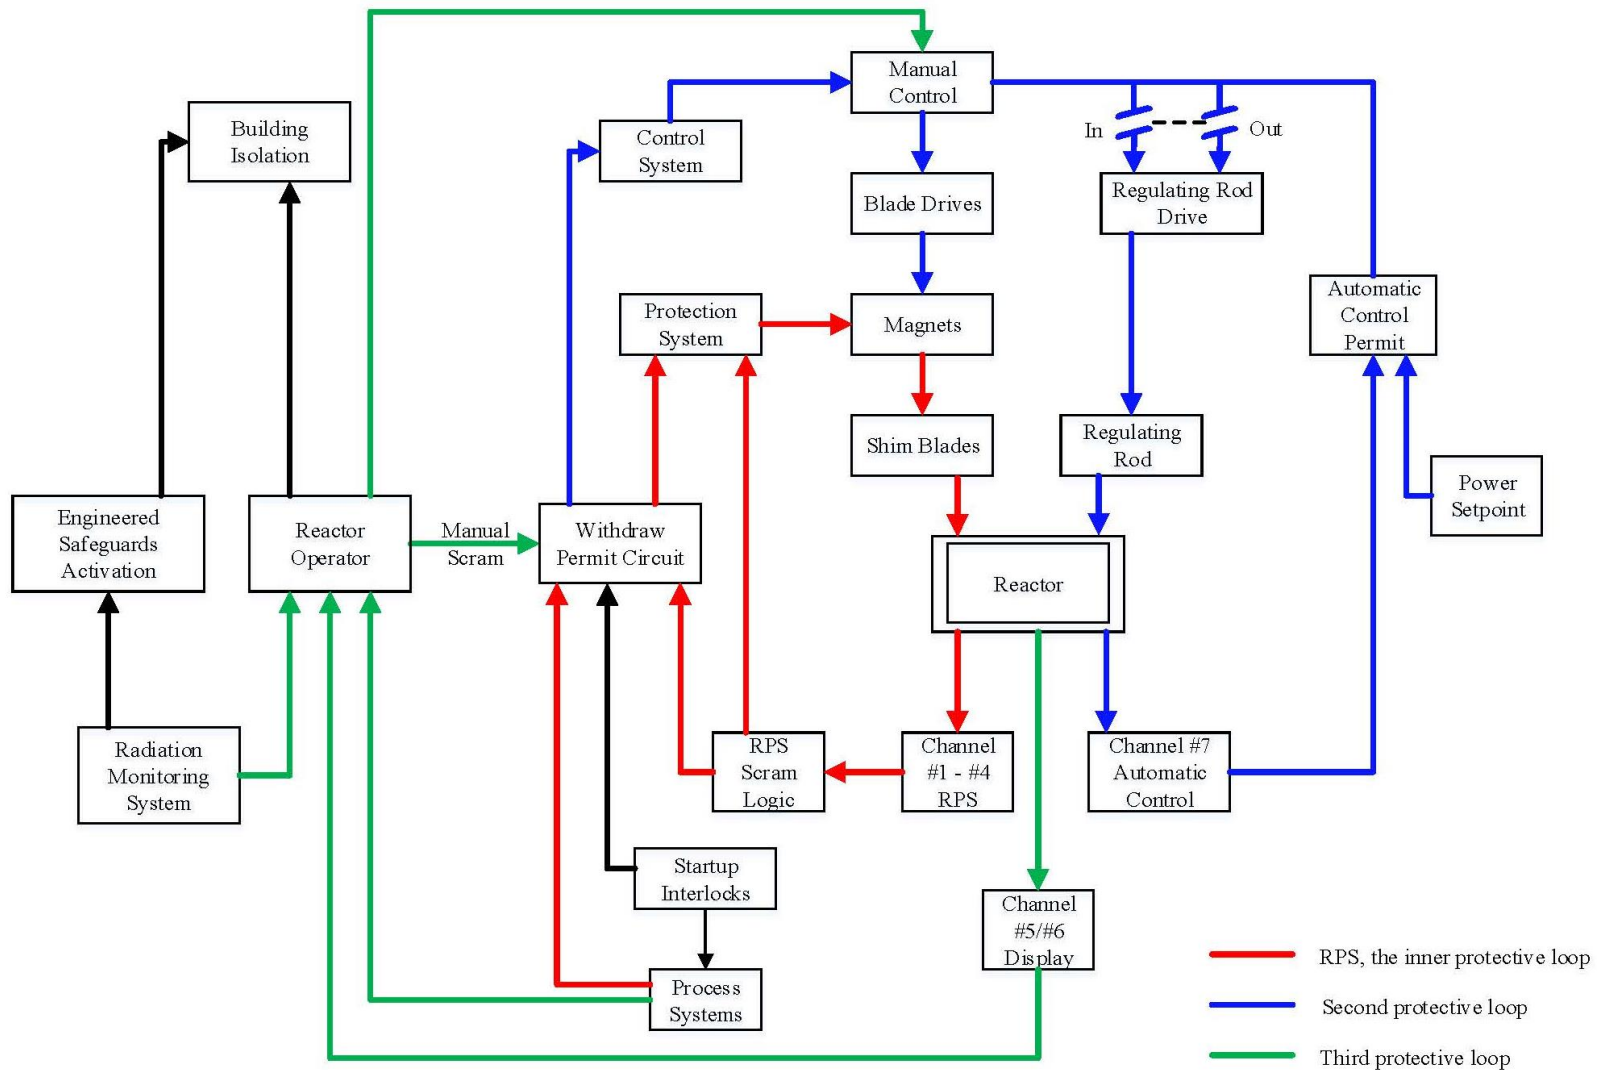 Manual
Control
Building
Isolation
Control
System
In
Out
Blade Drives
Regulating Rod
Drive
Protection
System
Magnets
Automatic
Control
Permit
Shim Blades
Regulating
Rod
Power
Setpoint
Engineered
Safeguards
Activation
Reactor
Operator
Manual
Scram
Withdraw
Permit Circuit
Reactor
Radiation
Monitoring
System
RPS
Scram
Logic
Channel
#1 - #4
RPS
Channel #7
Automatic
Control
Startup
Interlocks
Channel
#5/#6
Display
Process
Systems
RPS, the inner protective loop
Second protective loop
Third protective loop